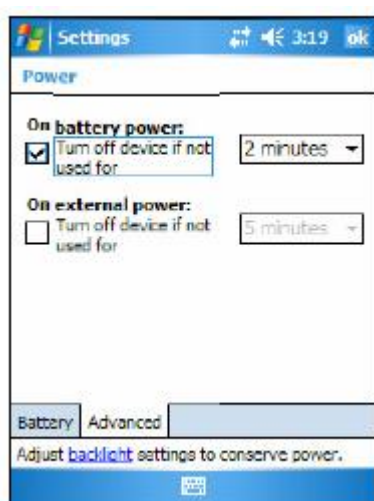 Settings 3:19 ok
Power
On battery power:
Turn off device if not
used for
2 minutes
On external power:
Turn off device if not
used for
5 minutes
Battery Advanced
Adjust backlight settings to conserve power.